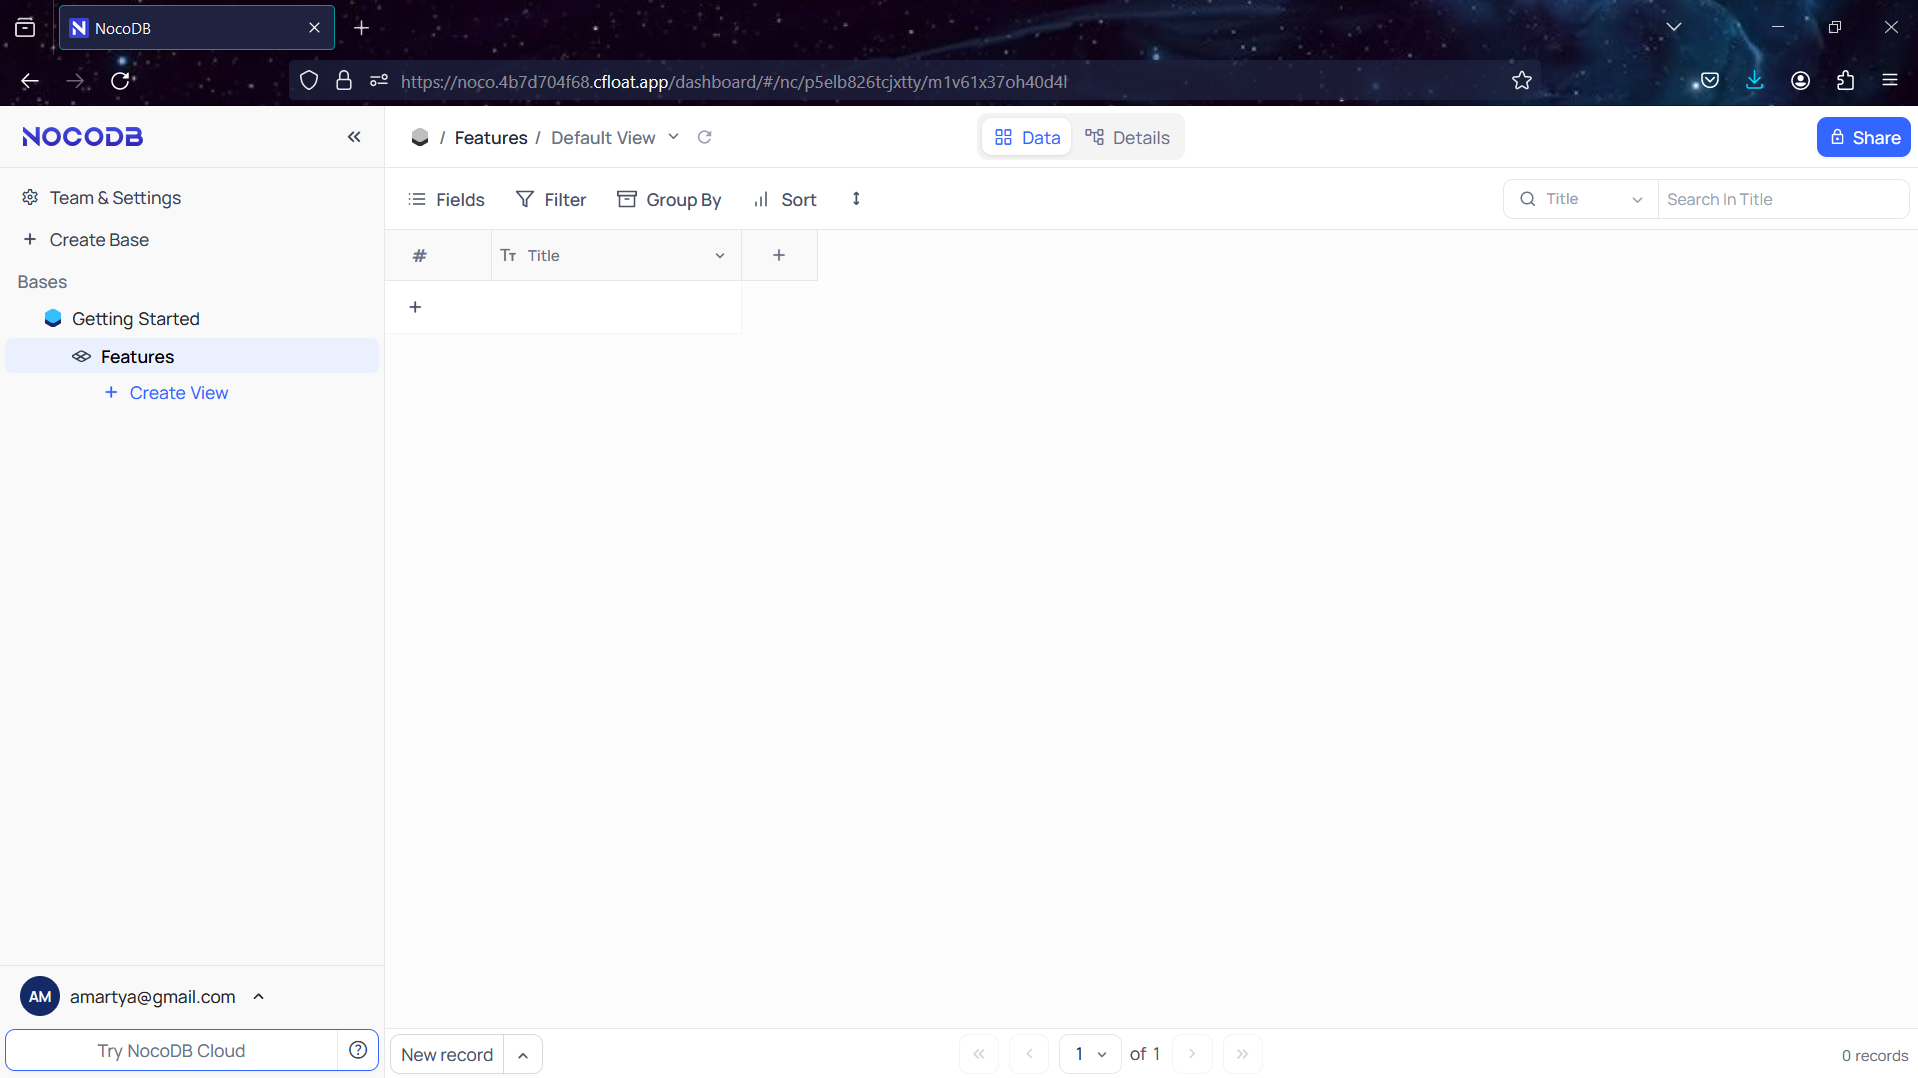 NocoDB
https://noco.4b7d704f68.cfloat.app/dashboard/#/nc/p5elb826tcjxtty/m1v61x37oh40d4l
NOCODB
/ Features / Default View
Data
Details
Share
Team & Settings
Create Base
Bases
Getting Started
Features
Create View
Fields
Filter
Group By
Sort
Title
Search In Title
# Title
AM amartya@gmail.com
Try NocoDB Cloud
New record
1 of 1
0 records